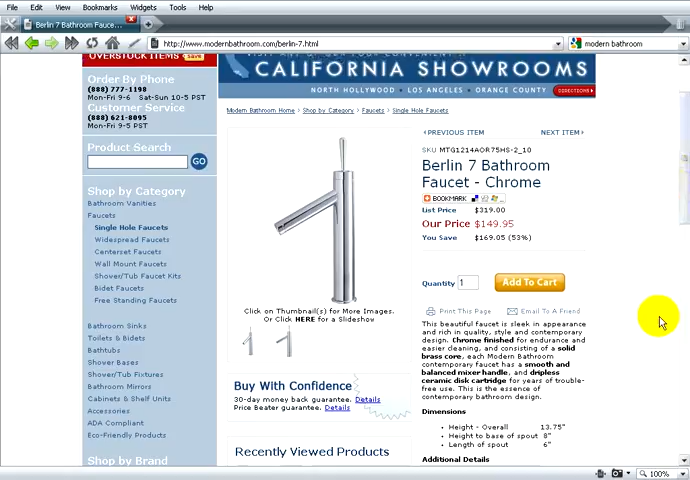 File Edit View Bookmarks Widgets Tools Help
Berlin 7 Bathroom Fauce...
http://www.modernbathroom.com/berlin-7.html
modern bathroom
OVERSTOCK ITEMS
CALIFORNIA SHOWROOMS
NORTH HOLLYWOOD • LOS ANGELES • ORANGE COUNTY
DIRECTIONS
Order By Phone
(888) 777-1198
Mon-Fri 9-6 Sat-Sun 10-5 PST
Customer Service
(888) 621-8095
Mon-Fri 9-5 PST
Product Search
GO
Shop by Category
Bathroom Vanities
Faucets
Single Hole Faucets
Widespread Faucets
Centerset Faucets
Wall Mount Faucets
Shower/Tub Faucet Kits
Bidet Faucets
Free Standing Faucets
Bathroom Sinks
Toilets & Bidets
Bathtubs
Shower Bases
Shower/Tub Fixtures
Bathroom Mirrors
Cabinets & Shelf Units
Accessories
ADA Compliant
Eco-Friendly Products
Shop by Brand
Modern Bathroom Home > Shop by Category > Faucets > Single Hole Faucets
Click on Thumbnail(s) for More Images.
Or Click HERE for a Slideshow
Buy With Confidence
30-day money back guarantee. Details
Price Beater guarantee. Details
Recently Viewed Products
PREVIOUS ITEM
NEXT ITEM
SKU MTG1214AOR75HS-2_10
Berlin 7 Bathroom
Faucet - Chrome
BOOKMARK
List Price $319.00
Our Price $149.95
You Save $169.05 (53%)
Quantity 1 Add To Cart
Print This Page Email To A Friend
This beautiful faucet is sleek in appearance
and rich in quality, style and contemporary
design. Chrome finished for endurance and
easier cleaning, and consisting of a solid
brass core, each Modern Bathroom
contemporary faucet has a smooth and
balanced mixer handle, and dripless
ceramic disk cartridge for years of trouble-
free use. This is the essence of
contemporary bathroom design.
Dimensions
• Height - Overall 13.75"
• Height to base of spout 8"
• Length of spout 6"
Additional Details
100%